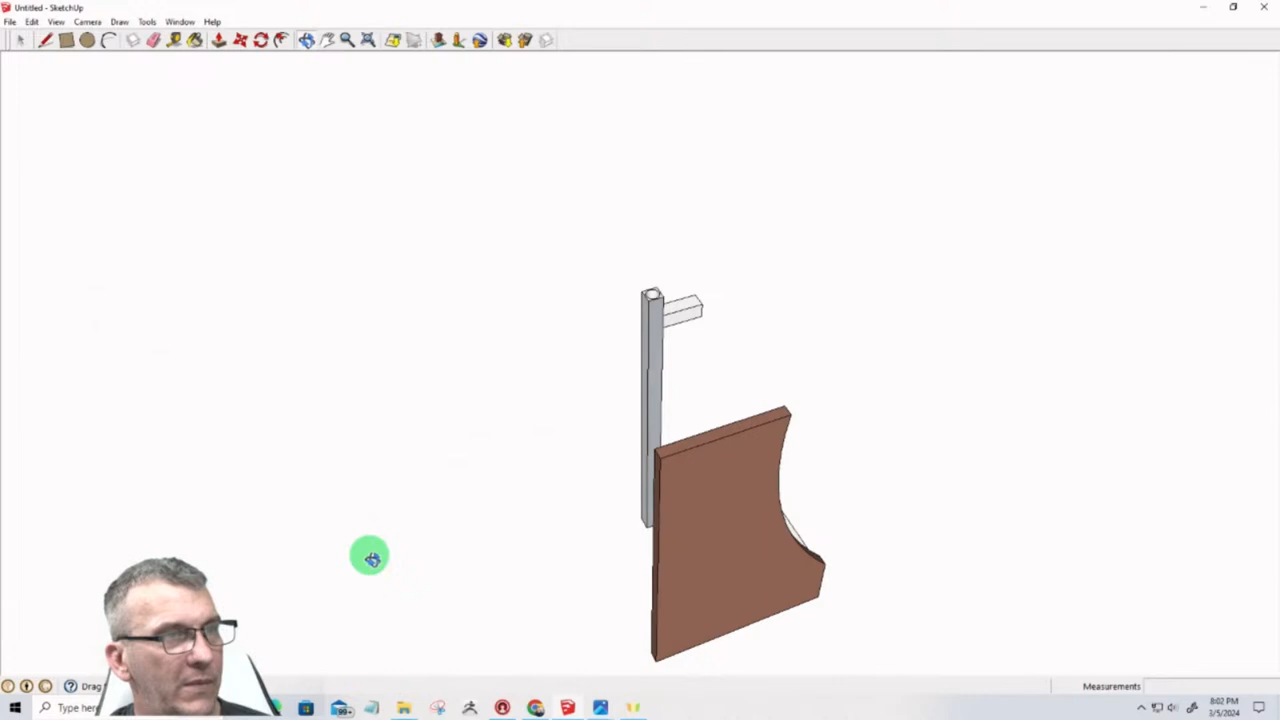 Untitled - SketchUp
File Edit View Camera Draw Tools Window Help
Drag
Measurements
Type here
99+
8:02 PM
3/5/2024